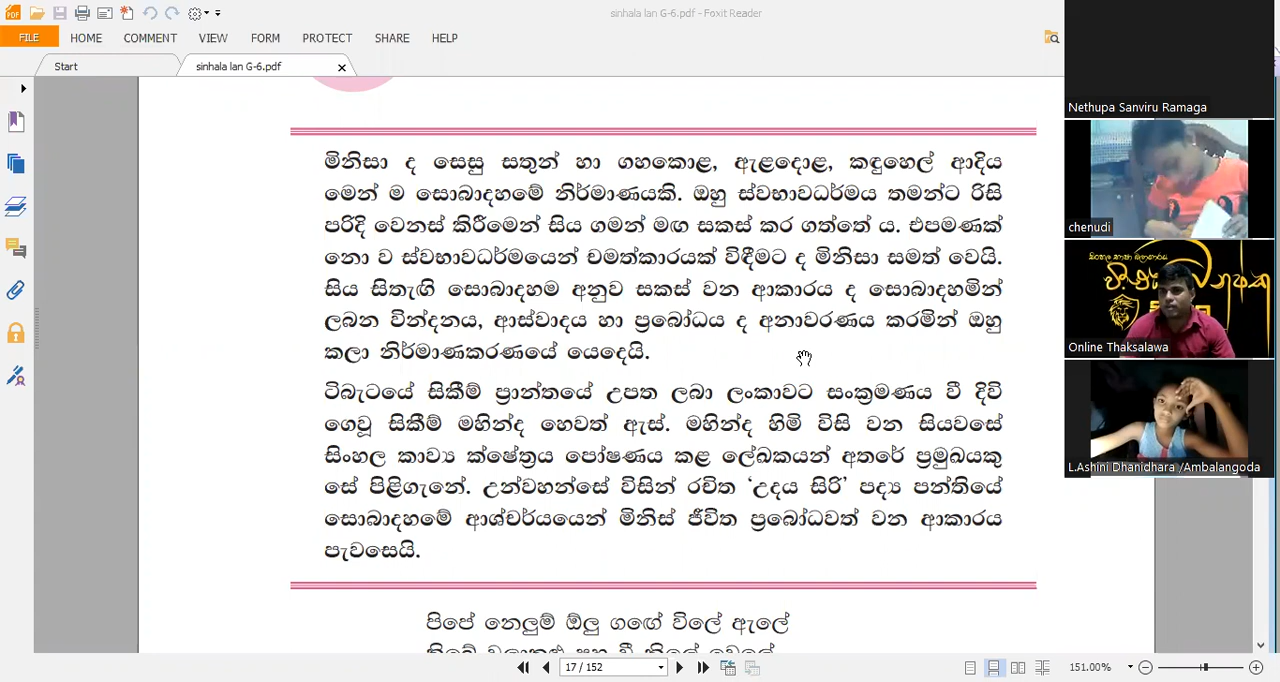 sinhala lan G-6.pdf - Foxit Reader
FILE HOME COMMENT VIEW FORM PROTECT SHARE HELP
Start sinhala lan G-6.pdf
මිනිසා ද සෙසු සතුන් හා ගහකොළ, ඇළදොළ, කඳුහෙල් ආදිය
මෙන් ම සොබාදහමේ නිර්මාණයකි. ඔහු ස්වභාවධර්මය තමන්ට රිසි
පරිදි වෙනස් කිරීමෙන් සිය ගමන් මඟ සකස් කර ගත්තේ ය. එපමණක්
නො ව ස්වභාවධර්මයෙන් චමත්කාරයක් විඳීමට ද මිනිසා සමත් වෙයි.
සිය සිතැඟි සොබාදහම අනුව සකස් වන ආකාරය ද සොබාදහමින්
ලබන වින්දනය, ආස්වාදය හා ප්‍රබෝධය ද අනාවරණය කරමින් ඔහු
කලා නිර්මාණකරණයේ යෙදෙයි.
ටිබැටයේ සිකීම් ප්‍රාන්තයේ උපත ලබා ලංකාවට සංක්‍රමණය වී දිවි
ගෙවූ සිකීම් මහින්ද හෙවත් ඇස්. මහින්ද හිමි විසි වන සියවසේ
සිංහල කාව්‍ය ක්ෂේත්‍රය පෝෂණය කළ ලේඛකයන් අතරේ ප්‍රමුඛයකු
සේ පිළිගැනේ. උන්වහන්සේ විසින් රචිත ‘උදය සිරි’ පද්‍ය පන්තියේ
සොබාදහමේ ආශ්චර්යයෙන් මිනිස් ජීවිත ප්‍රබෝධවත් වන ආකාරය
පැවසෙයි.
පිපේ නෙලුම් ඕලු ගඟේ විලේ ඇලේ
17 / 152
151.00%
Nethupa Sanviru Ramaga
chenudi
Online Thaksalawa
L.Ashini Dhanidhara /Ambalangoda